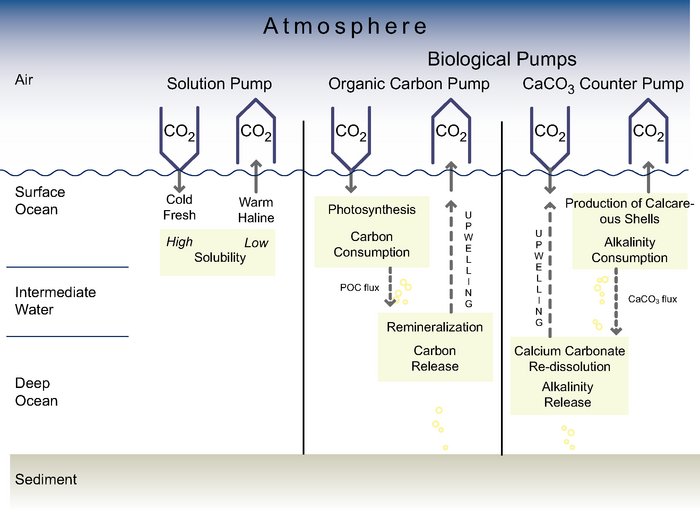 Atmosphere
Biological Pumps
Air
Solution Pump
Organic Carbon Pump
CaCO₃ Counter Pump
CO₂
CO₂
CO₂
CO₂
CO₂
CO₂
Surface
Ocean
Cold
Fresh
Warm
Haline
High
Low
Solubility
Photosynthesis
Carbon
Consumption
POC flux
UPWELLING
Remineralization
Carbon
Release
UPWELLING
Production of Calcare-
ous Shells
Alkalinity
Consumption
CaCO₃ flux
Calcium Carbonate
Re-dissolution
Alkalinity
Release
Intermediate
Water
Deep
Ocean
Sediment